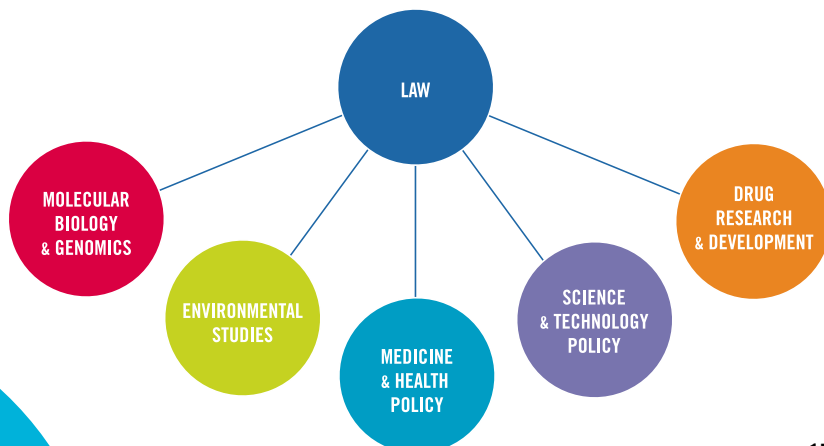 LAW
MOLECULAR
BIOLOGY
& GENOMICS
ENVIRONMENTAL
STUDIES
MEDICINE
& HEALTH
POLICY
SCIENCE
& TECHNOLOGY
POLICY
DRUG
RESEARCH
& DEVELOPMENT